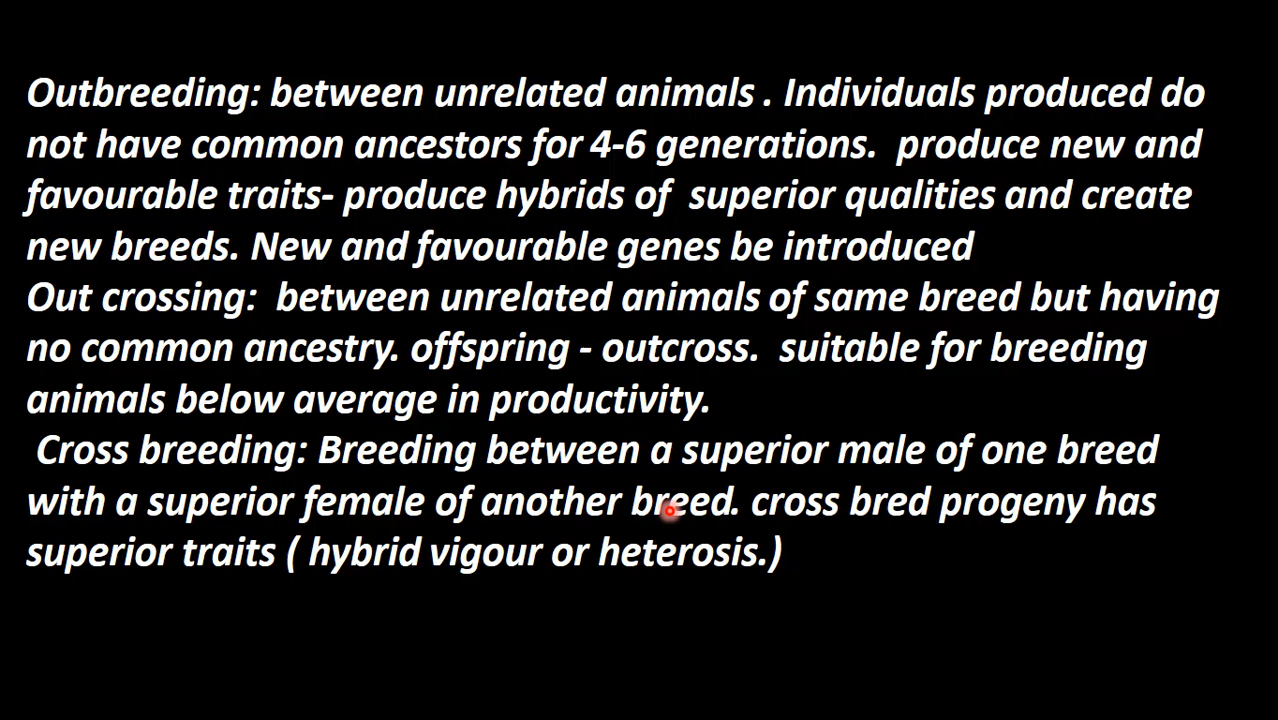 Outbreeding: between unrelated animals . Individuals produced do
not have common ancestors for 4-6 generations. produce new and
favourable traits- produce hybrids of superior qualities and create
new breeds. New and favourable genes be introduced
Out crossing: between unrelated animals of same breed but having
no common ancestry. offspring - outcross. suitable for breeding
animals below average in productivity.
Cross breeding: Breeding between a superior male of one breed
with a superior female of another breed. cross bred progeny has
superior traits ( hybrid vigour or heterosis.)